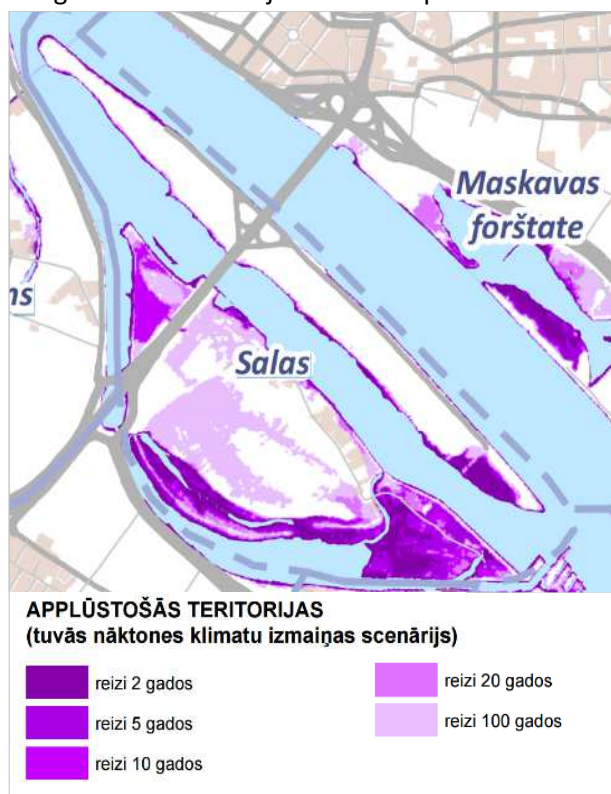 Maskavas
forštate
ns
Salas
APPLŪSTOŠĀS TERITORIJAS
(tuvās nāktones klimatu izmaiņas scenārijs)
reizi 2 gados
reizi 20 gados
reizi 5 gados
reizi 100 gados
reizi 10 gados